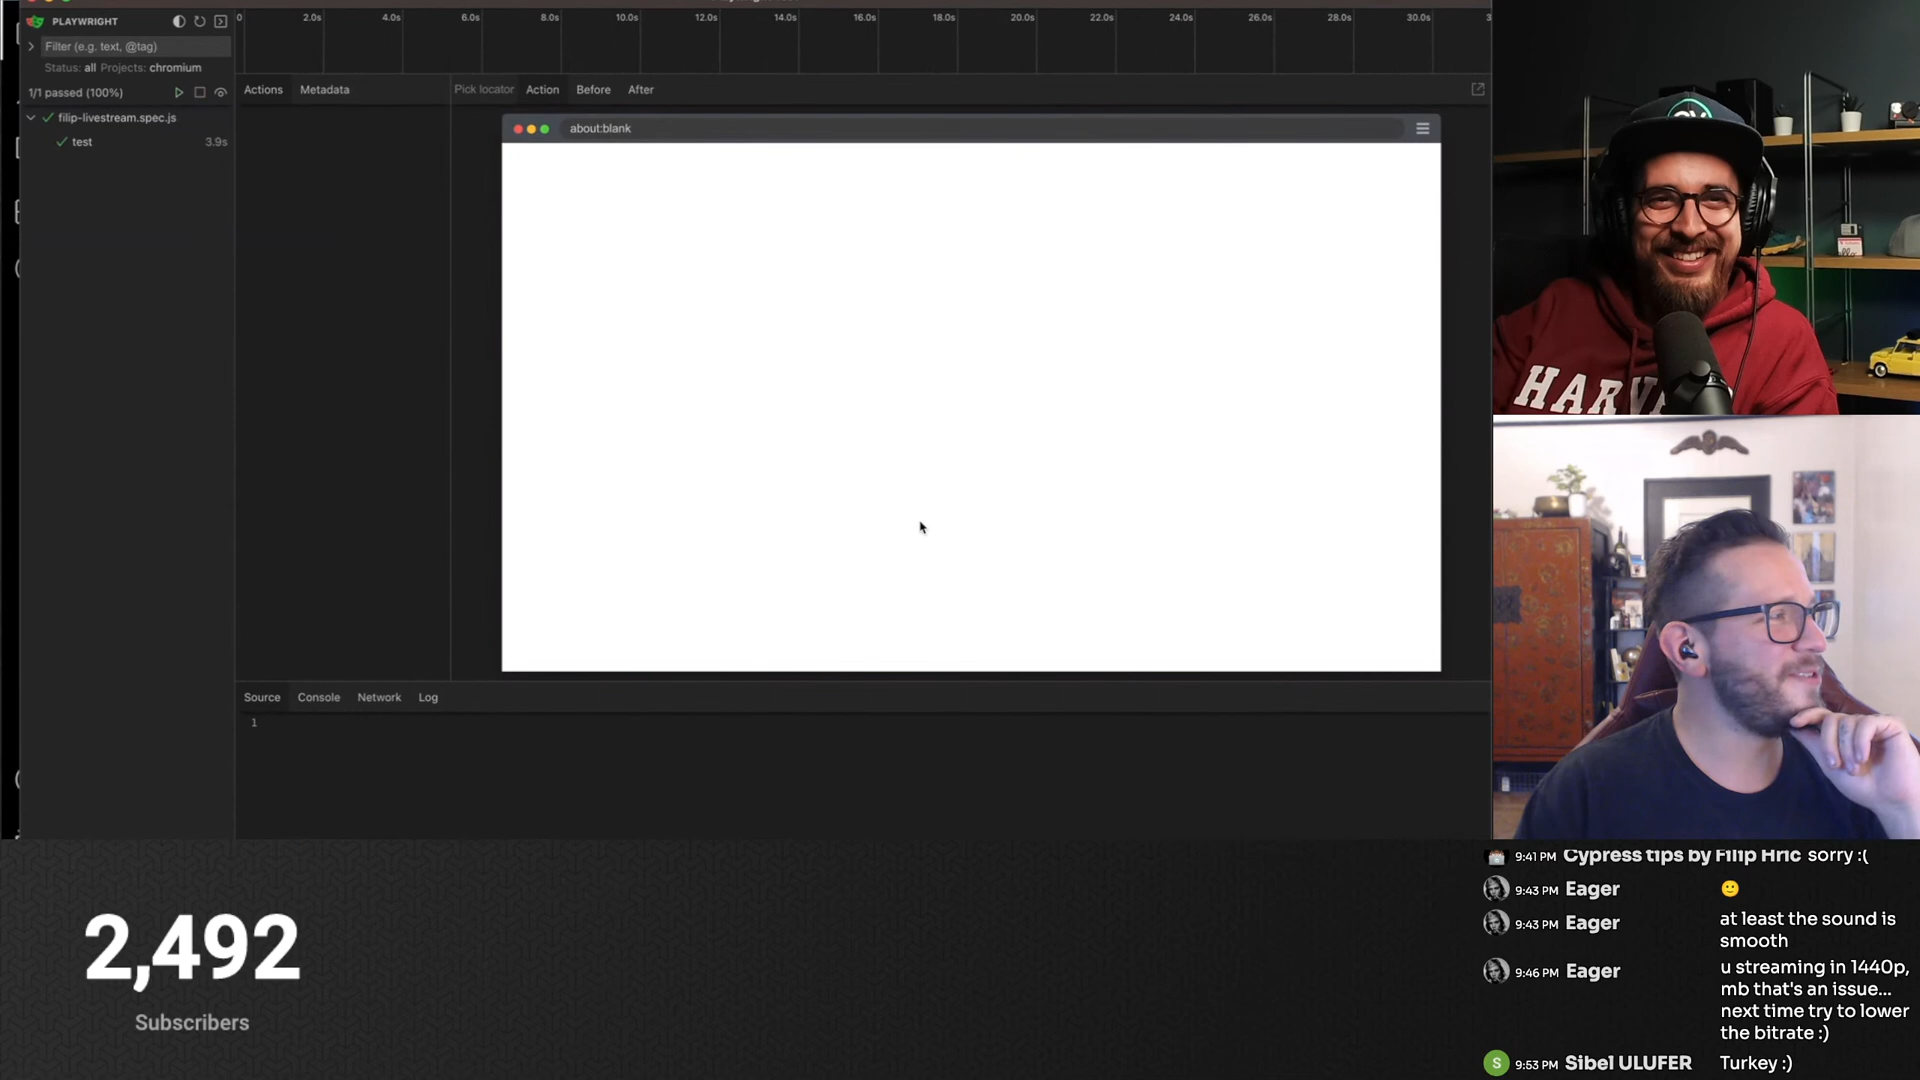 PLAYWRIGHT
Filter (e.g. text, @tag)
Status: all Projects: chromium
1/1 passed (100%)
filip-livestream.spec.js
test 3.9s
0 2.0s 4.0s 6.0s 8.0s 10.0s 12.0s 14.0s 16.0s 18.0s 20.0s 22.0s 24.0s 26.0s 28.0s 30.0s 3
Actions Metadata
Pick locator Action Before After
about:blank
Source Console Network Log
1
HARV
2,492
Subscribers
9:41 PM Cypress tips by Filip Hric sorry :(
9:43 PM Eager 🙂
9:43 PM Eager at least the sound is
smooth
9:46 PM Eager u streaming in 1440p,
mb that's an issue...
next time try to lower
the bitrate :)
S 9:53 PM Sibel ULUFER Turkey :)